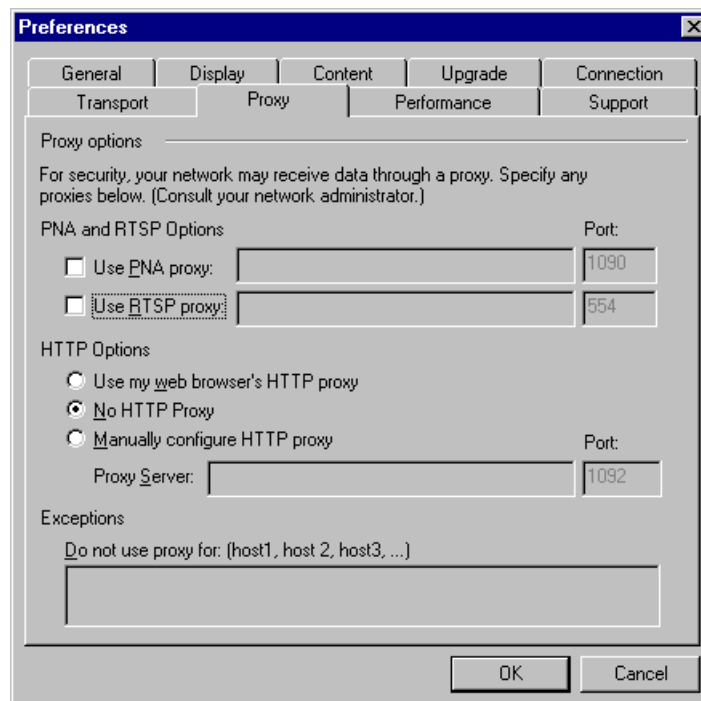 Preferences
General Display Content Upgrade Connection
Transport Proxy Performance Support
Proxy options
For security, your network may receive data through a proxy. Specify any
proxies below. (Consult your network administrator.)
PNA and RTSP Options Port:
Use PNA proxy: 1090
Use RTSP proxy: 554
HTTP Options
Use my web browser's HTTP proxy
No HTTP Proxy
Manually configure HTTP proxy Port:
Proxy Server: 1092
Exceptions
Do not use proxy for: (host1, host 2, host3, ...)
OK Cancel